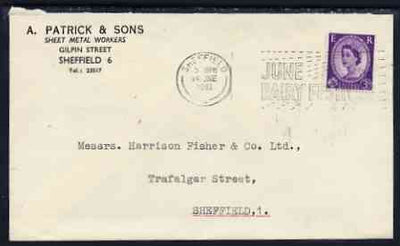 A. PATRICK & SONS
SHEET METAL WORKERS
GILPIN STREET
SHEFFIELD 6
SHEFFIELD
JUNE
E R
JUNE
DAIRY
Messrs. Harrison Fisher & Co. Ltd.,
Trafalgar Street,
SHEFFIELD,1.